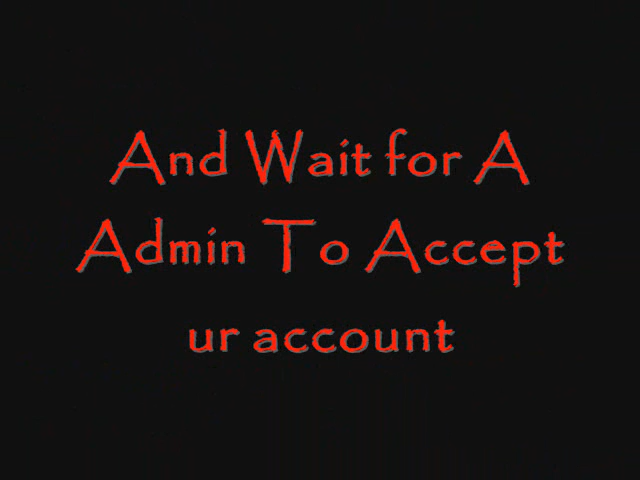 And Wait for A
Admin To Accept
ur account